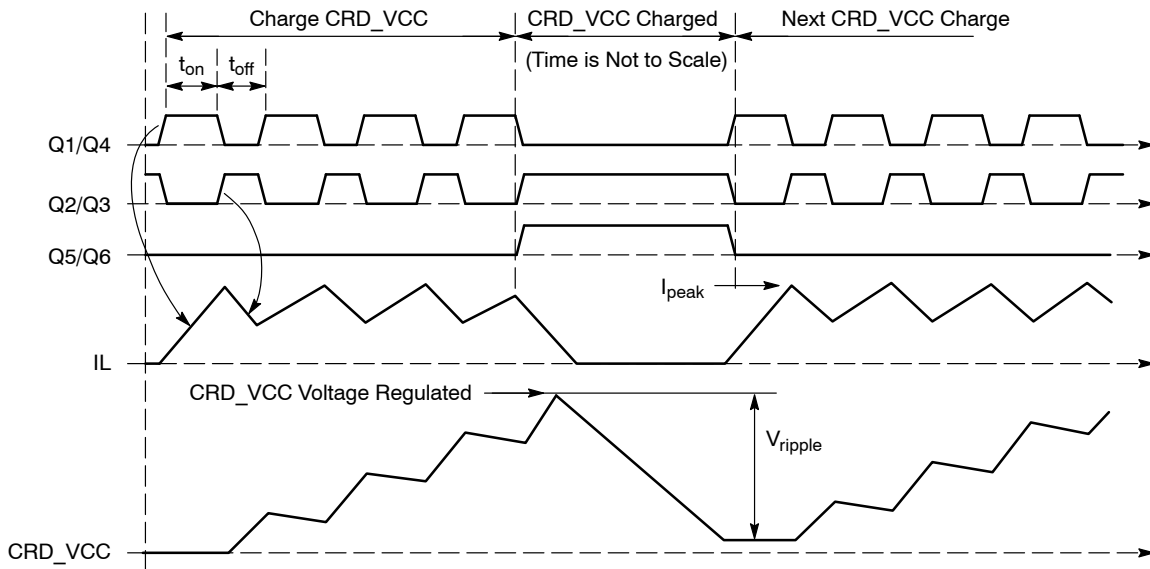 Charge CRD_VCC
CRD_VCC Charged
Next CRD_VCC Charge
(Time is Not to Scale)
ton
toff
Q1/Q4
Q2/Q3
Q5/Q6
Ipeak
IL
CRD_VCC Voltage Regulated
Vripple
CRD_VCC